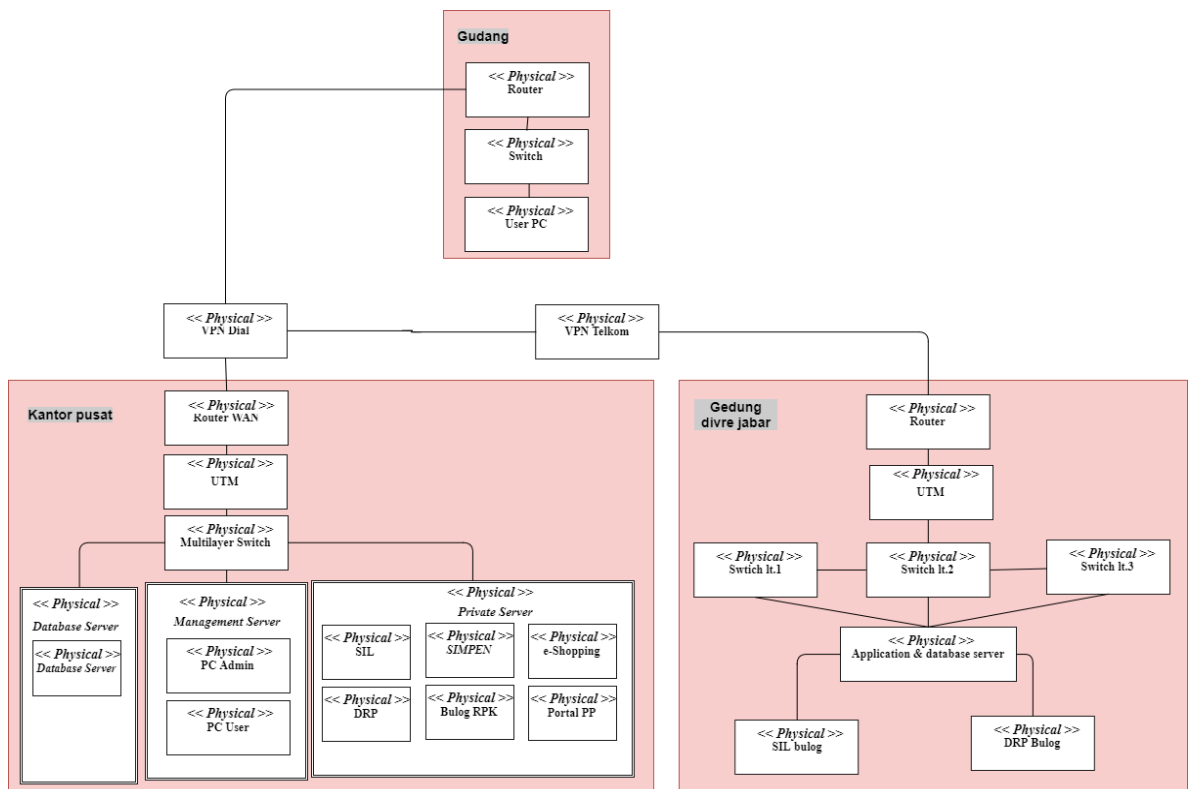 Gudang
<< Physical >>
Router
<< Physical >>
Switch
<< Physical >>
User PC
<< Physical >>
VPN Dial
<< Physical >>
VPN Telkom
Kantor pusat
<< Physical >>
Router WAN
<< Physical >>
UTM
<< Physical >>
Multilayer Switch
<< Physical >>
Database Server
<< Physical >>
Database Server
<< Physical >>
Management Server
<< Physical >>
PC Admin
<< Physical >>
PC User
<< Physical >>
Private Server
<< Physical >>
SIL
<< Physical >>
SIMPEN
<< Physical >>
e-Shopping
<< Physical >>
DRP
<< Physical >>
Bulog RPK
<< Physical >>
Portal PP
Gedung
divre jabar
<< Physical >>
Router
<< Physical >>
UTM
<< Physical >>
Swtich lt.1
<< Physical >>
Switch lt.2
<< Physical >>
Switch lt.3
<< Physical >>
Application & database server
<< Physical >>
SIL bulog
<< Physical >>
DRP Bulog